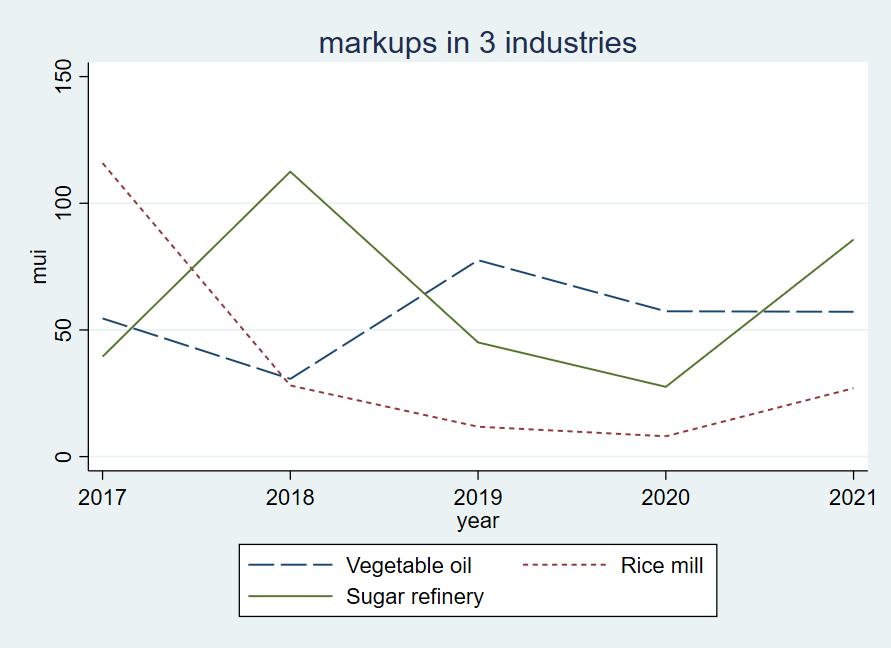 markups in 3 industries
150
100
50
0
mui
2017 2018 2019 2020 2021
year
Vegetable oil Rice mill
Sugar refinery